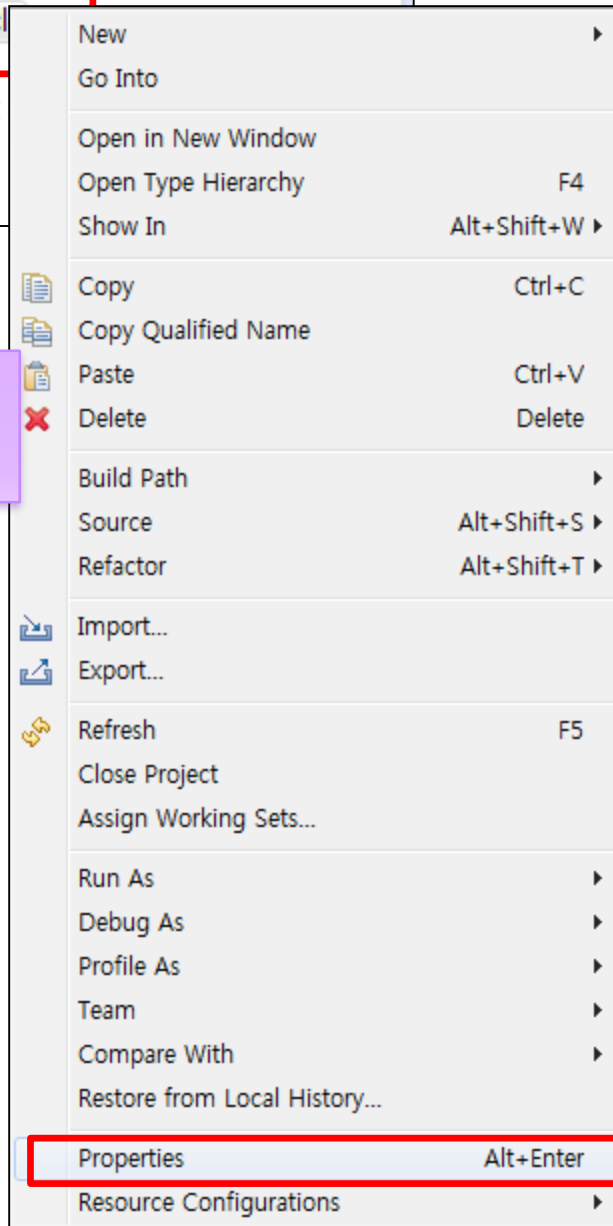 New
Go Into
Open in New Window
Open Type Hierarchy F4
Show In Alt+Shift+W
Copy Ctrl+C
Copy Qualified Name
Paste Ctrl+V
Delete Delete
Build Path
Source Alt+Shift+S
Refactor Alt+Shift+T
Import...
Export...
Refresh F5
Close Project
Assign Working Sets...
Run As
Debug As
Profile As
Team
Compare With
Restore from Local History...
Properties Alt+Enter
Resource Configurations